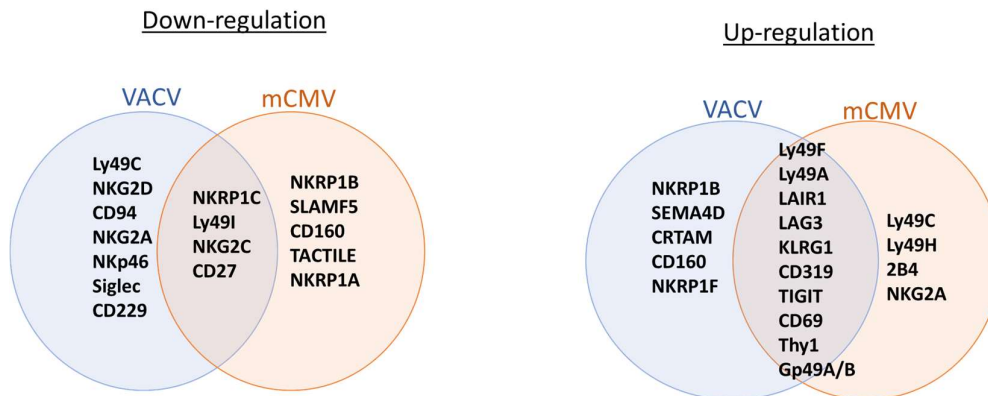 Down-regulation
VACV
mCMV
Ly49C
NKG2D
CD94
NKG2A
NKp46
Siglec
CD229
NKRP1C
Ly49I
NKG2C
CD27
NKRP1B
SLAMF5
CD160
TACTILE
NKRP1A
Up-regulation
VACV
mCMV
NKRP1B
SEMA4D
CRTAM
CD160
NKRP1F
Ly49F
Ly49A
LAIR1
LAG3
KLRG1
CD319
TIGIT
CD69
Thy1
Gp49A/B
Ly49C
Ly49H
2B4
NKG2A